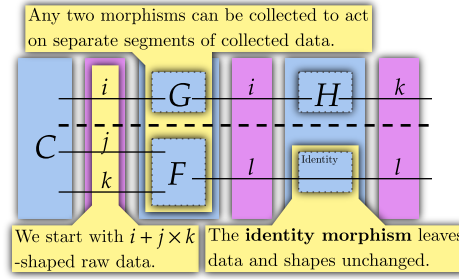 Any two morphisms can be collected to act
on separate segments of collected data.
i G i H k
C
j
k F l Identity l
We start with i + j × k
-shaped raw data.
The identity morphism leaves
data and shapes unchanged.